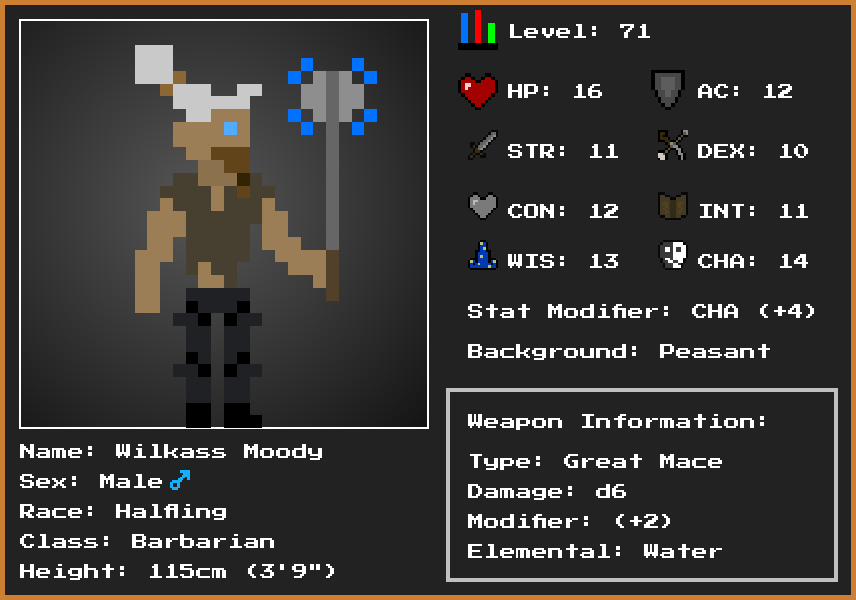 Level: 71
HP: 16
AC: 12
STR: 11
DEX: 10
CON: 12
INT: 11
WIS: 13
CHA: 14
Stat Modifier: CHA (+4)
Background: Peasant
Weapon Information:
Type: Great Mace
Damage: d6
Modifier: (+2)
Elemental: Water
Name: Wilkass Moody
Sex: Male♂
Race: Halfling
Class: Barbarian
Height: 115cm (3'9")